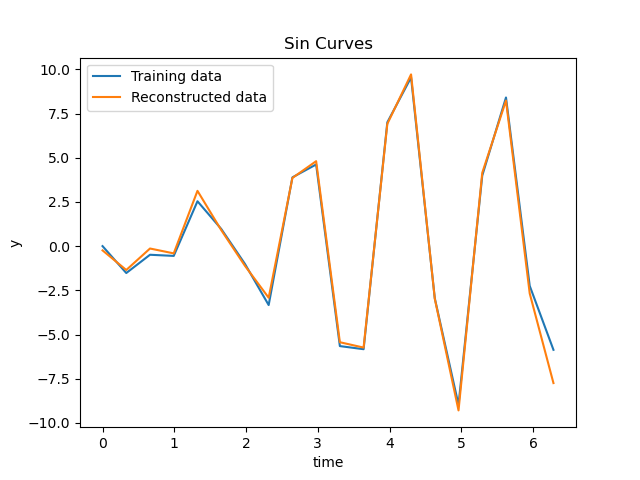 Sin Curves
Training data
Reconstructed data
10.0
7.5
5.0
2.5
0.0
−2.5
−5.0
−7.5
−10.0
y
0 1 2 3 4 5 6
time